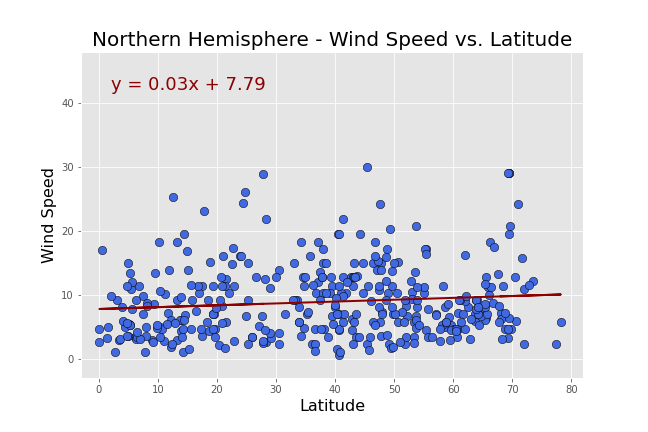 Northern Hemisphere - Wind Speed vs. Latitude
y = 0.03x + 7.79
40
30
20
10
0
Wind Speed
0 10 20 30 40 50 60 70 80
Latitude